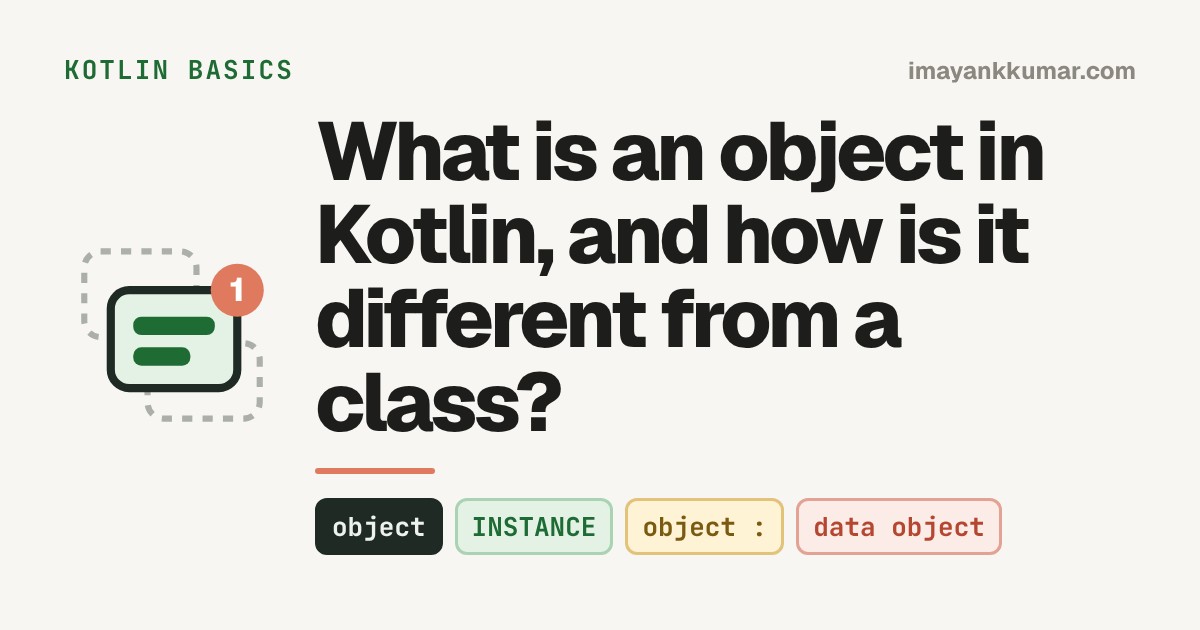 KOTLIN BASICS
imayankkumar.com
What is an object in
Kotlin, and how is it
different from a
class?
1
object
INSTANCE
object :
data object